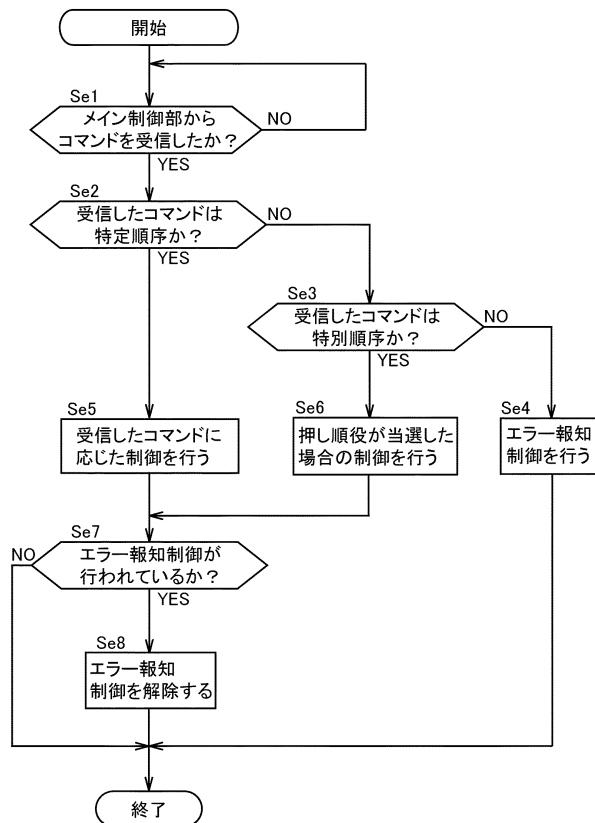 開始
Se1
メイン制御部から
コマンドを受信したか？
NO
YES
Se2
受信したコマンドは
特定順序か？
NO
YES
Se3
受信したコマンドは
特別順序か？
NO
YES
Se5
受信したコマンドに
応じた制御を行う
Se6
押し順役が当選した
場合の制御を行う
Se4
エラー報知
制御を行う
Se7
エラー報知制御が
行われているか？
NO
YES
Se8
エラー報知
制御を解除する
終了